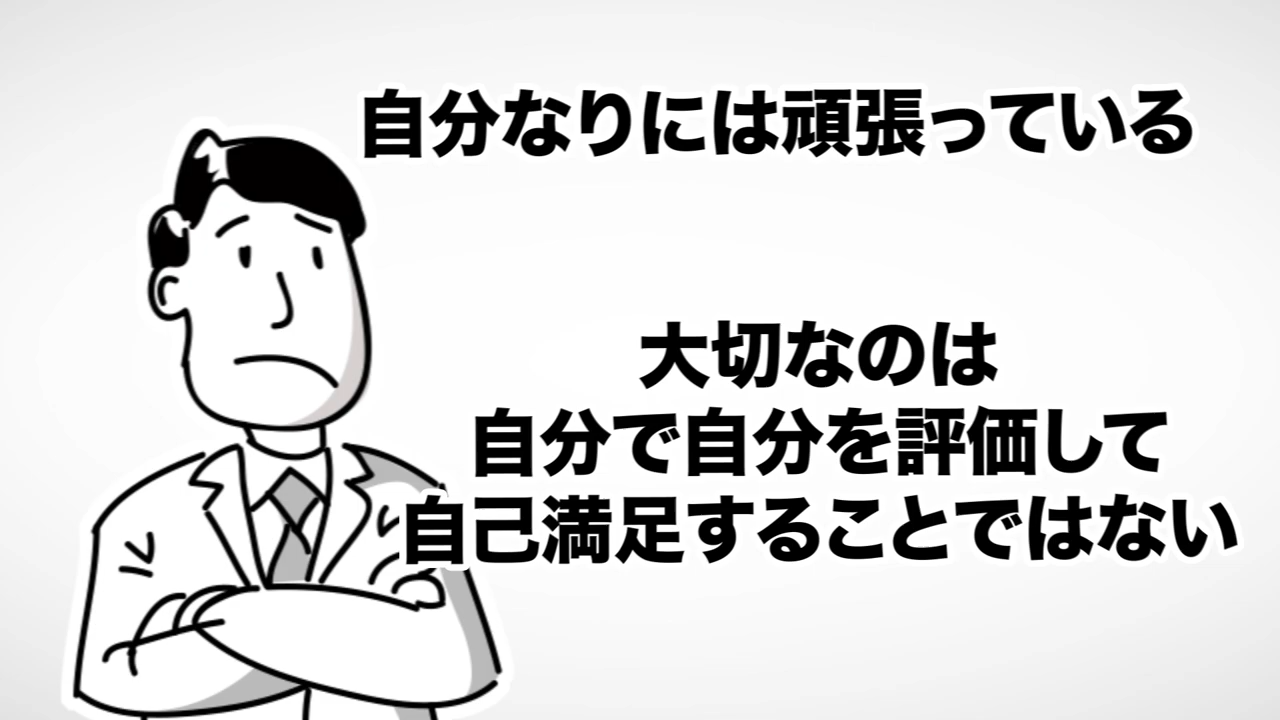 自分なりには頑張っている
大切なのは
自分で自分を評価して
自己満足することではない